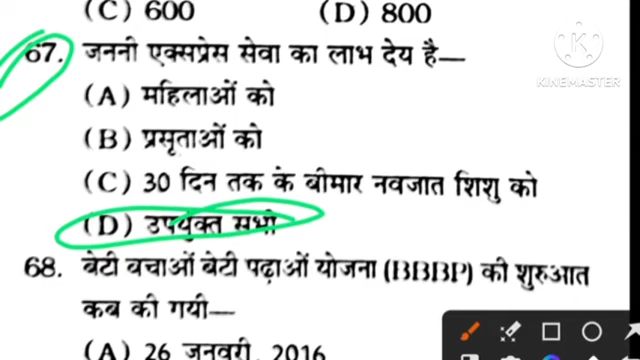 (C) 600 (D) 800
67. जननी एक्सप्रेस सेवा का लाभ देय है—
(A) महिलाओं को
(B) प्रसूताओं को
(C) 30 दिन तक के बीमार नवजात शिशु को
(D) उपर्युक्त सभी
68. बेटी बचाओं बेटी पढ़ाओं योजना (BBBP) की शुरुआत
कब की गयी—
(A) 26 जनवरी, 2016
KINEMASTER